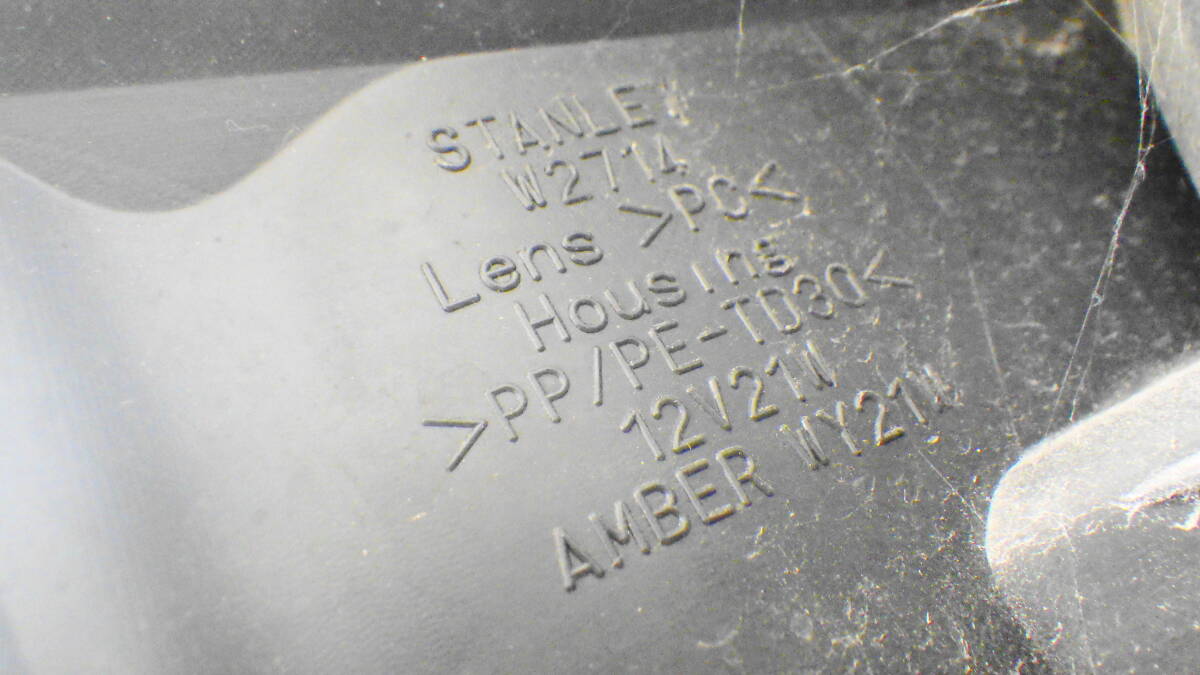 STANLEY
W2714
Lens >PC<
Housing
>PP/PE-TD30<
12V21W
AMBER WY21W